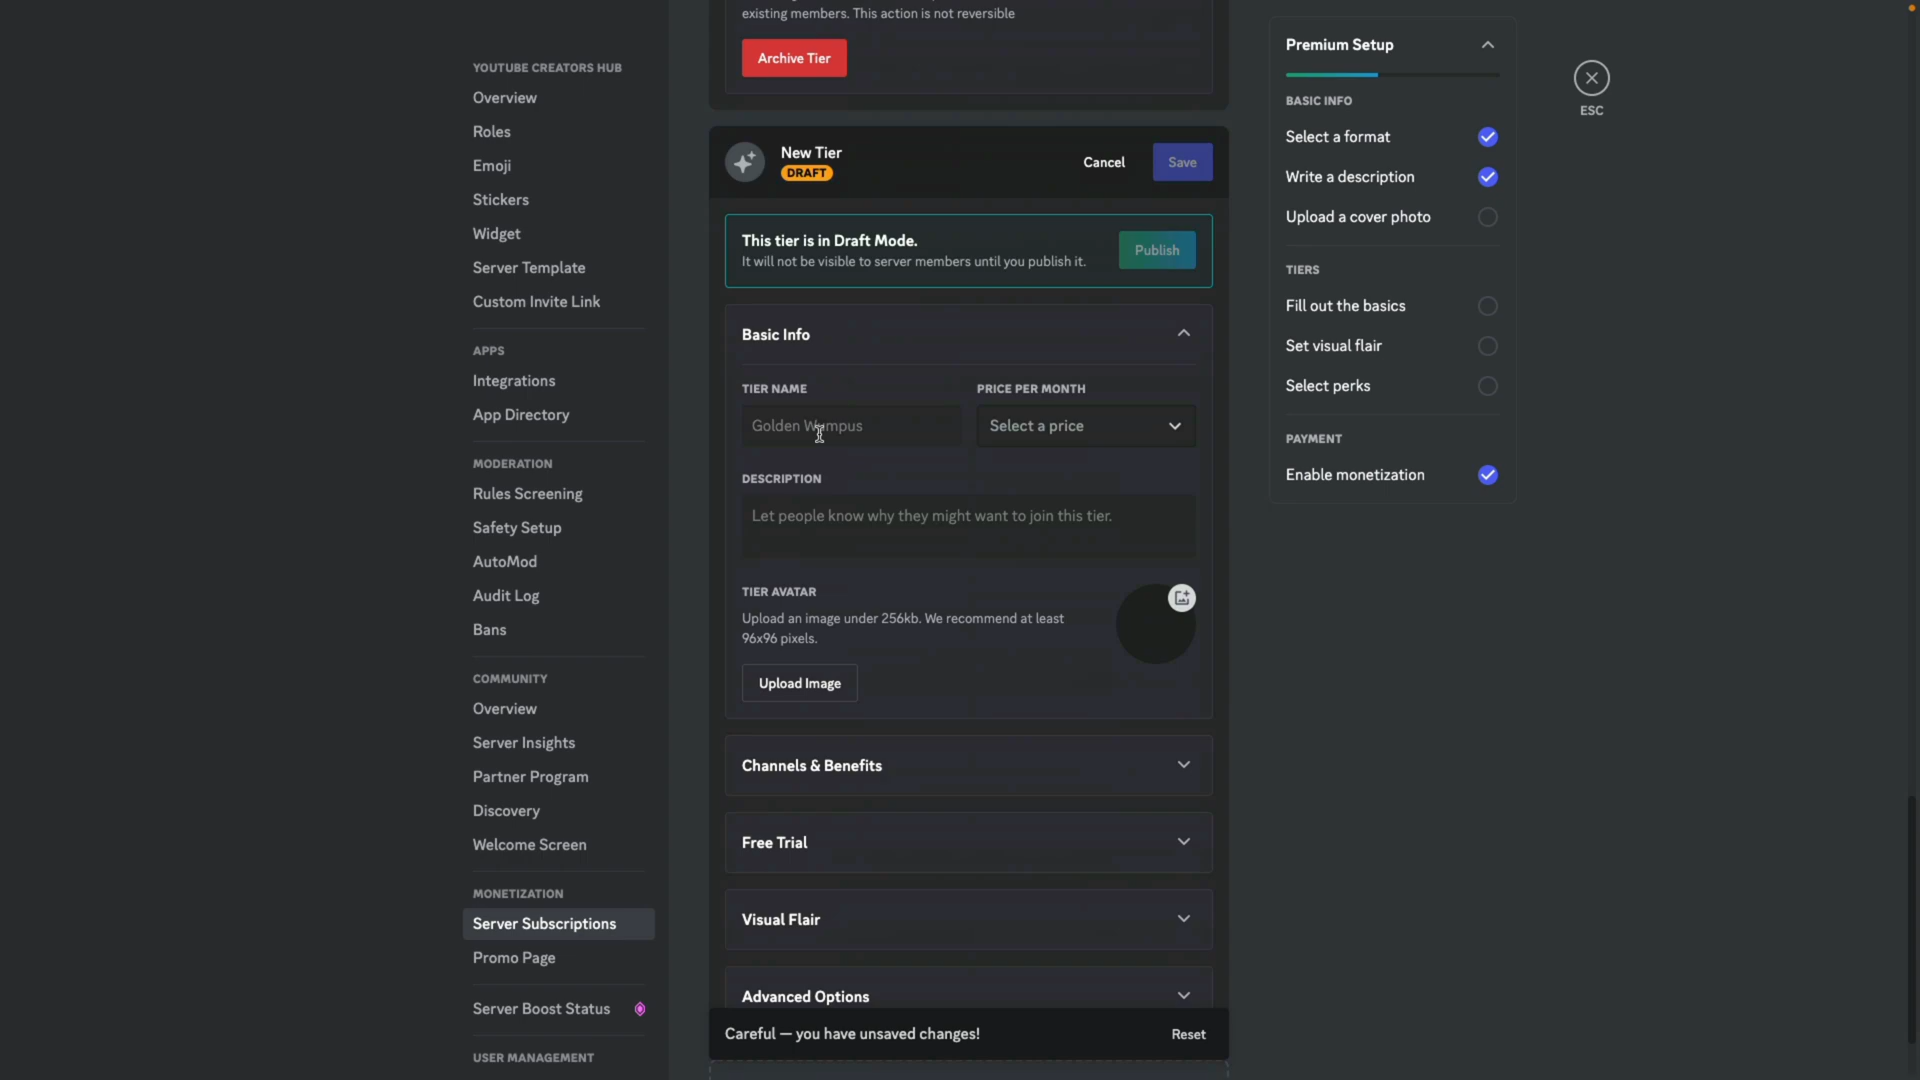 YOUTUBE CREATORS HUB
Overview
Roles
Emoji
Stickers
Widget
Server Template
Custom Invite Link
APPS
Integrations
App Directory
MODERATION
Rules Screening
Safety Setup
AutoMod
Audit Log
Bans
COMMUNITY
Overview
Server Insights
Partner Program
Discovery
Welcome Screen
MONETIZATION
Server Subscriptions
Promo Page
Server Boost Status
USER MANAGEMENT
existing members. This action is not reversible
Archive Tier
New Tier
DRAFT
Cancel
Save
This tier is in Draft Mode.
It will not be visible to server members until you publish it.
Publish
Basic Info
TIER NAME
PRICE PER MONTH
Golden Wumpus
Select a price
DESCRIPTION
Let people know why they might want to join this tier.
TIER AVATAR
Upload an image under 256kb. We recommend at least
96x96 pixels.
Upload Image
Channels & Benefits
Free Trial
Visual Flair
Advanced Options
Careful — you have unsaved changes!
Reset
Premium Setup
BASIC INFO
Select a format
Write a description
Upload a cover photo
TIERS
Fill out the basics
Set visual flair
Select perks
PAYMENT
Enable monetization
ESC